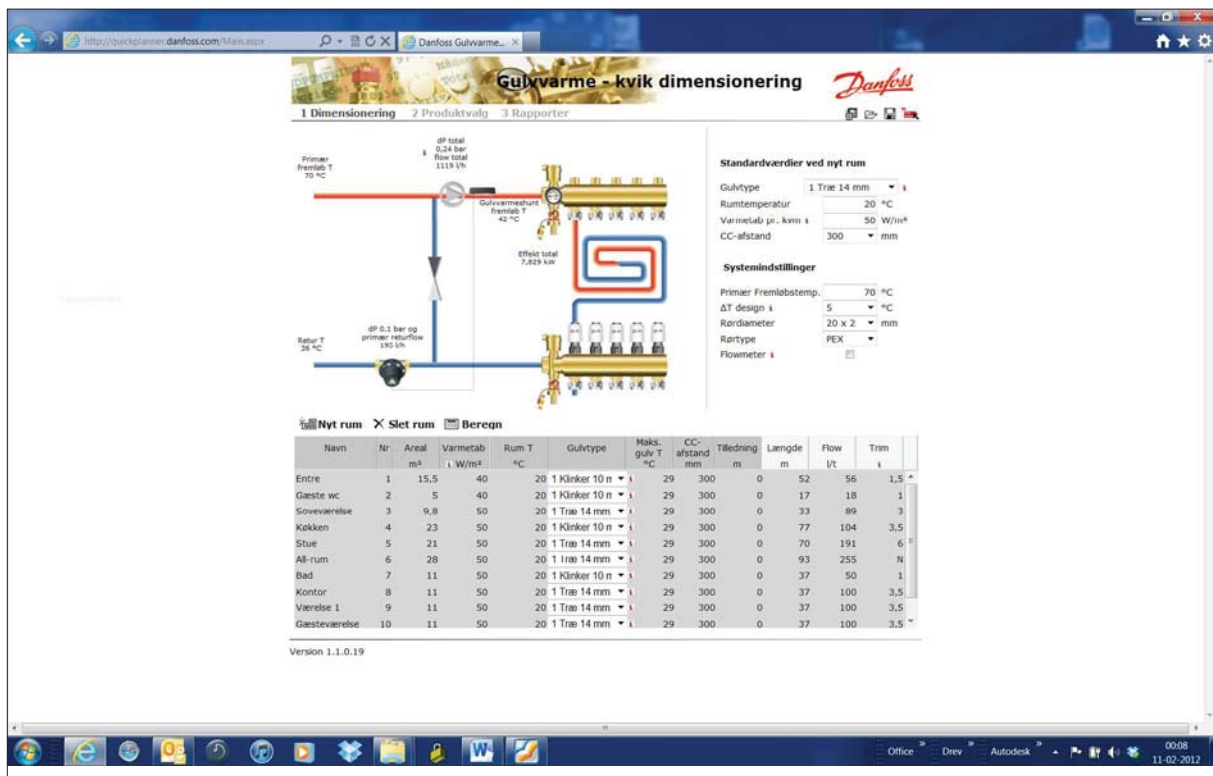 http://quickplanner.danfoss.com/Main.aspx
Danfoss Gulvvarme...
Gulvvarme - kvik dimensionering
Danfoss
1 Dimensionering 2 Produktvalg 3 Rapporter
dP total
0,24 bar
flow total
1119 l/h
Primær
fremløb T
70 °C
Gulvvarmeshunt
fremløb T
42 °C
Effekt total
7,829 kW
dP 0.1 bar og
primær returflow
195 l/h
Retur T
36 °C
Standardværdier ved nyt rum
Gulvtype 1 Træ 14 mm
Rumtemperatur 20 °C
Varmetab pr. kvm 50 W/m²
CC-afstand 300 mm
Systemindstillinger
Primær Fremløbstemp. 70 °C
ΔT design 5 °C
Rørdiameter 20 x 2 mm
Rørtype PEX
Flowmeter
Nyt rum Slet rum Beregn
Navn Nr Areal m² Varmetab W/m² Rum T °C Gulvtype Maks. gulv T °C CC-afstand mm Tilledning m Længde m Flow l/t Trim
Entre 1 15,5 40 20 1 Klinker 10 n 29 300 0 52 56 1,5
Gæste wc 2 5 40 20 1 Klinker 10 n 29 300 0 17 18 1
Soveværelse 3 9,8 50 20 1 Træ 14 mm 29 300 0 33 89 3
Køkken 4 23 50 20 1 Klinker 10 n 29 300 0 77 104 3,5
Stue 5 21 50 20 1 Træ 14 mm 29 300 0 70 191 6
All-rum 6 28 50 20 1 Træ 14 mm 29 300 0 93 255 N
Bad 7 11 50 20 1 Klinker 10 n 29 300 0 37 50 1
Kontor 8 11 50 20 1 Træ 14 mm 29 300 0 37 100 3,5
Værelse 1 9 11 50 20 1 Træ 14 mm 29 300 0 37 100 3,5
Gæsteværelse 10 11 50 20 1 Træ 14 mm 29 300 0 37 100 3,5
Version 1.1.0.19
Office Drev Autodesk
00:08
11-02-2012